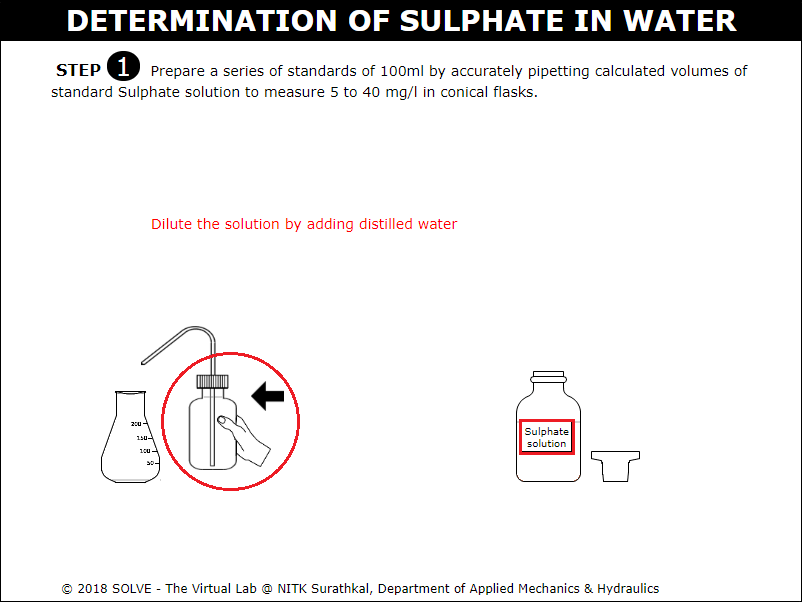 DETERMINATION OF SULPHATE IN WATER
STEP 1 Prepare a series of standards of 100ml by accurately pipetting calculated volumes of
standard Sulphate solution to measure 5 to 40 mg/l in conical flasks.
Dilute the solution by adding distilled water
200
150
100
50
Sulphate
solution
© 2018 SOLVE - The Virtual Lab @ NITK Surathkal, Department of Applied Mechanics & Hydraulics